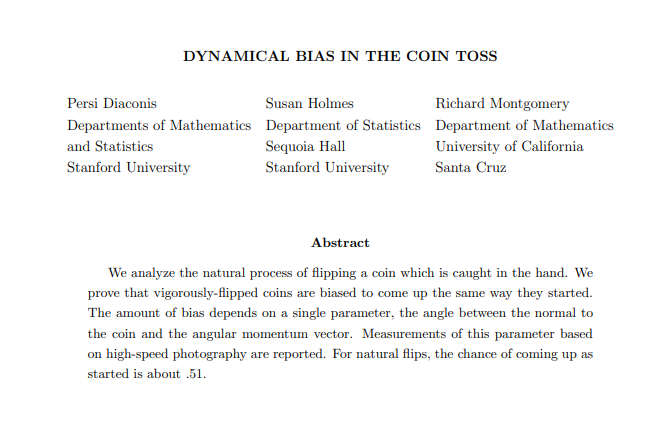 DYNAMICAL BIAS IN THE COIN TOSS
Persi Diaconis
Departments of Mathematics
and Statistics
Stanford University
Susan Holmes
Department of Statistics
Sequoia Hall
Stanford University
Richard Montgomery
Department of Mathematics
University of California
Santa Cruz
Abstract
We analyze the natural process of flipping a coin which is caught in the hand. We
prove that vigorously-flipped coins are biased to come up the same way they started.
The amount of bias depends on a single parameter, the angle between the normal to
the coin and the angular momentum vector. Measurements of this parameter based
on high-speed photography are reported. For natural flips, the chance of coming up as
started is about .51.